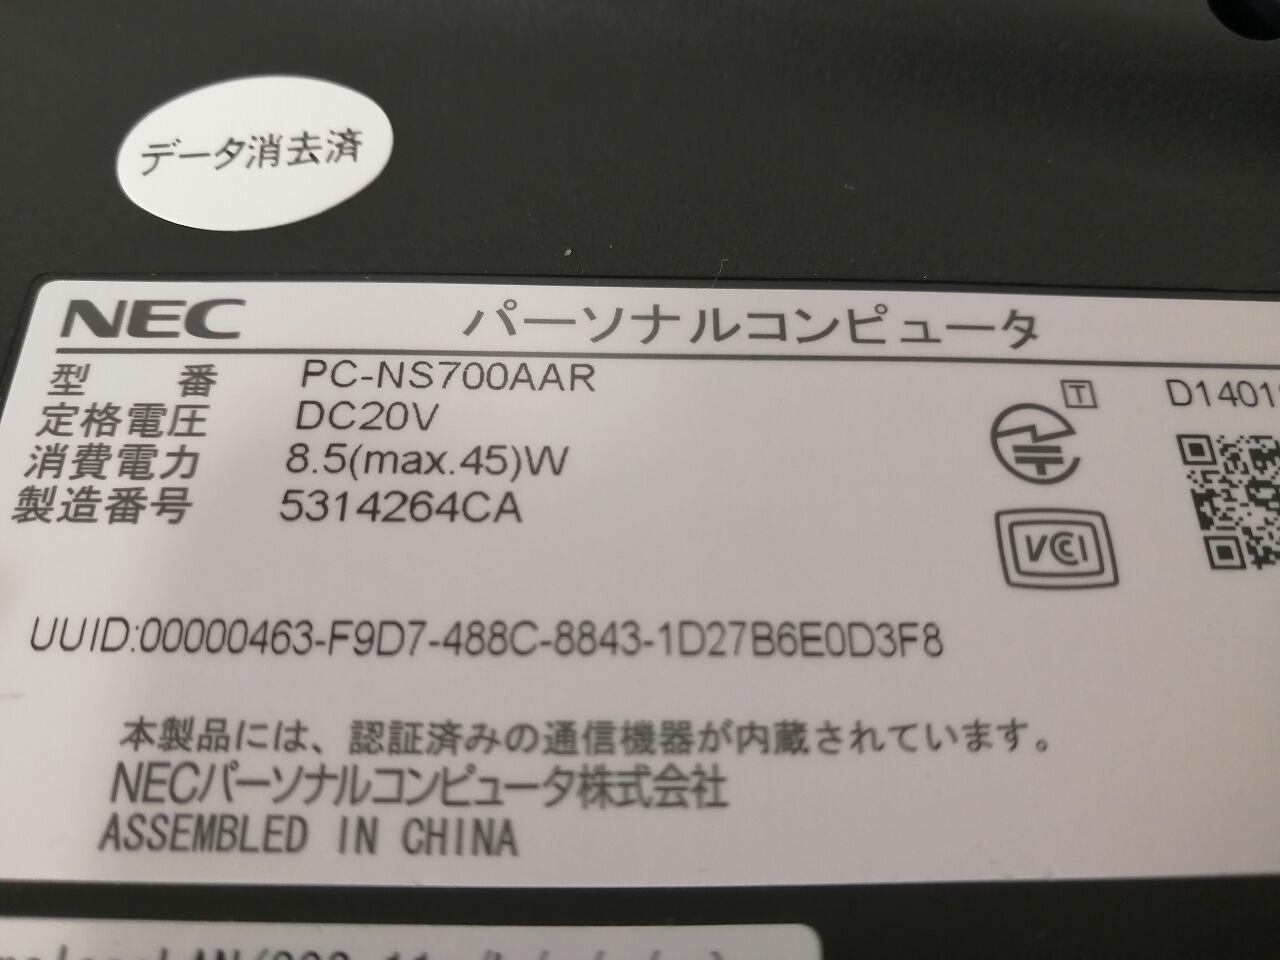 データ消去済
NEC パーソナルコンピュータ
型 番 PC-NS700AAR
定格電圧 DC20V
消費電力 8.5(max.45)W
製造番号 5314264CA
T D1401
VCI
UUID:00000463-F9D7-488C-8843-1D27B6E0D3F8
本製品には、認証済みの通信機器が内蔵されています。
NECパーソナルコンピュータ株式会社
ASSEMBLED IN CHINA